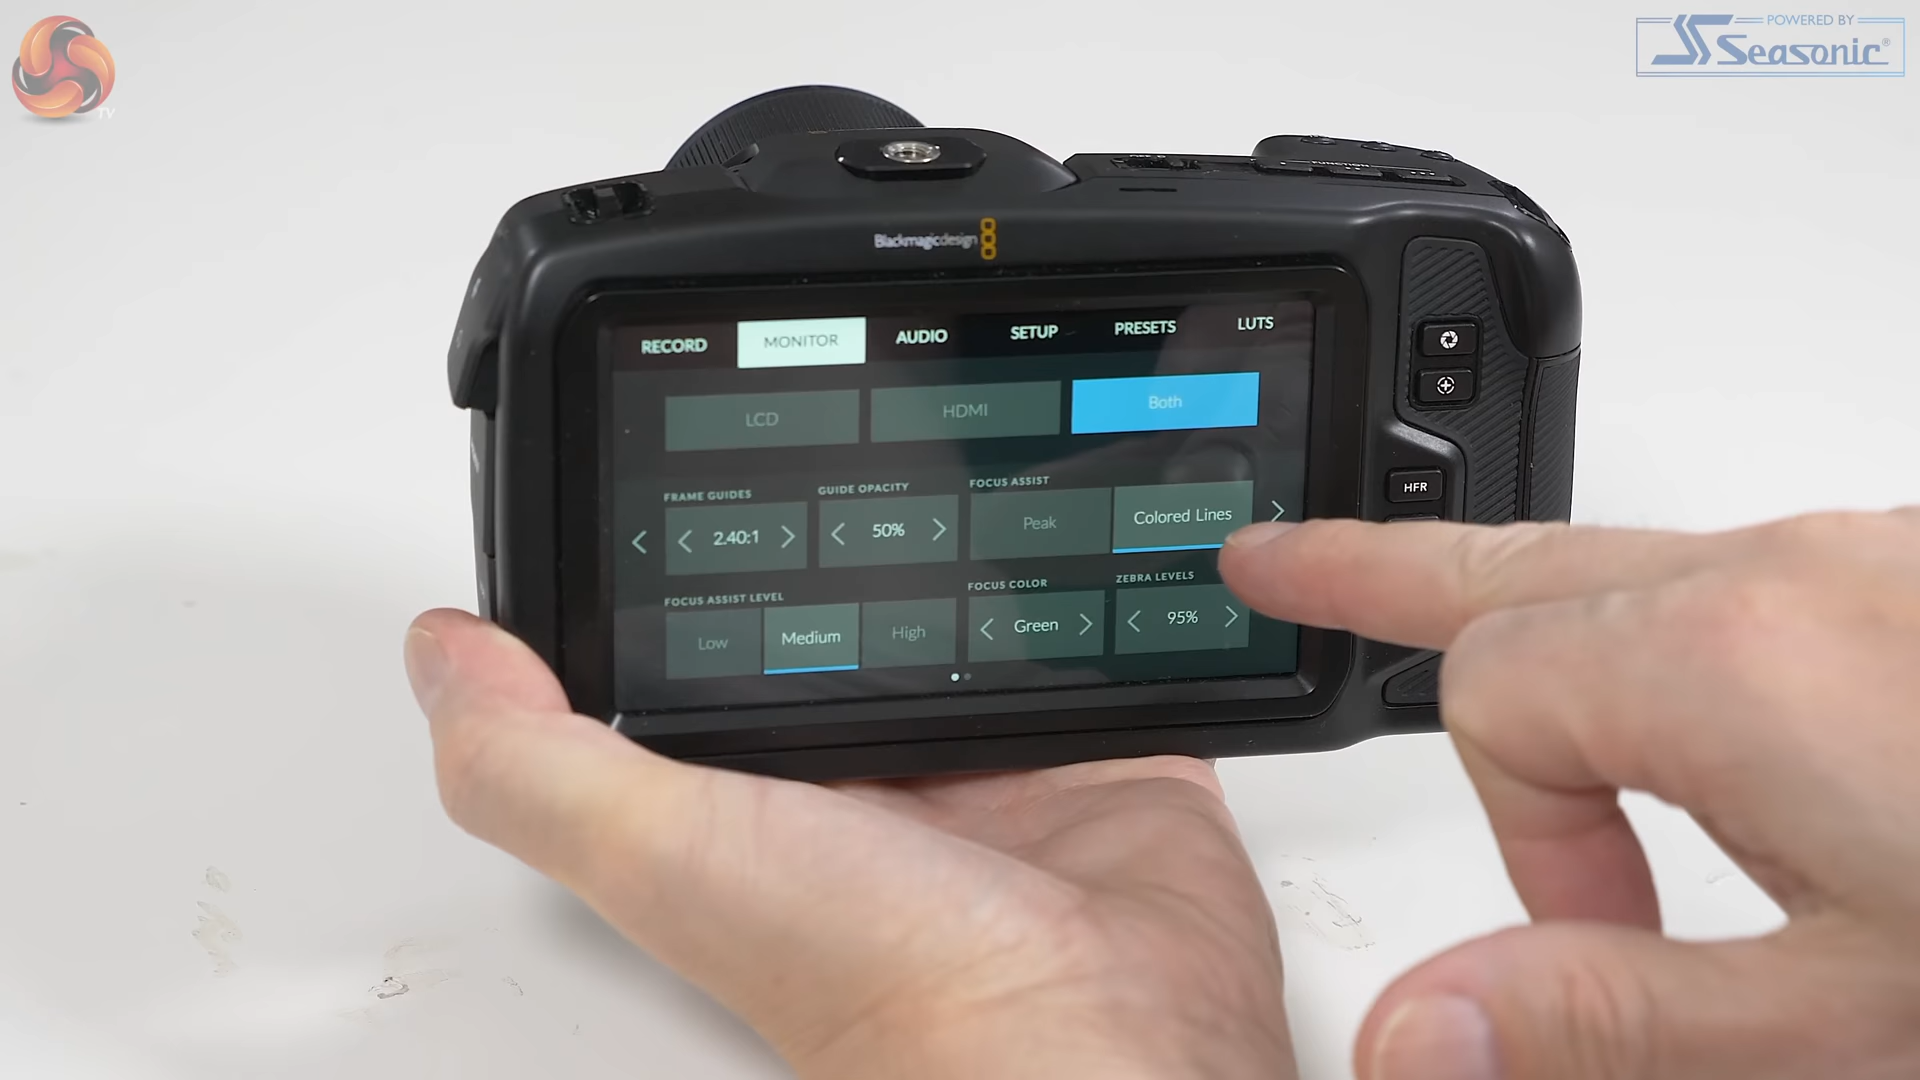 TV
POWERED BY
Seasonic®
FUNCTION
Blackmagicdesign
RECORD MONITOR AUDIO SETUP PRESETS LUTS
LCD HDMI Both
FRAME GUIDES GUIDE OPACITY FOCUS ASSIST
2.40:1 50% Peak Colored Lines
FOCUS ASSIST LEVEL FOCUS COLOR ZEBRA LEVELS
Low Medium High Green 95%
HFR